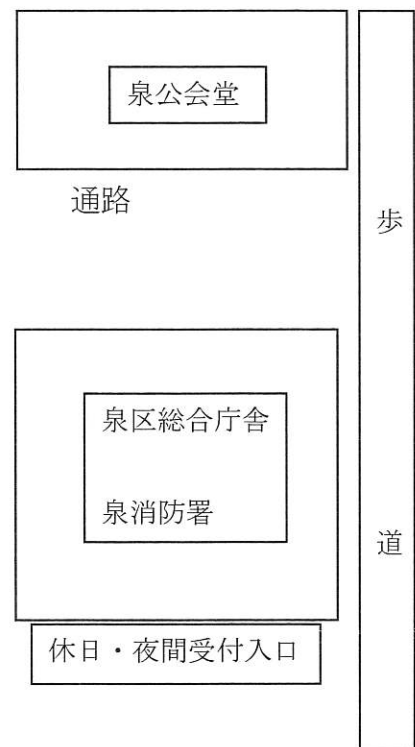 泉公会堂
通路
歩
道
泉区総合庁舎
泉消防署
休日・夜間受付入口